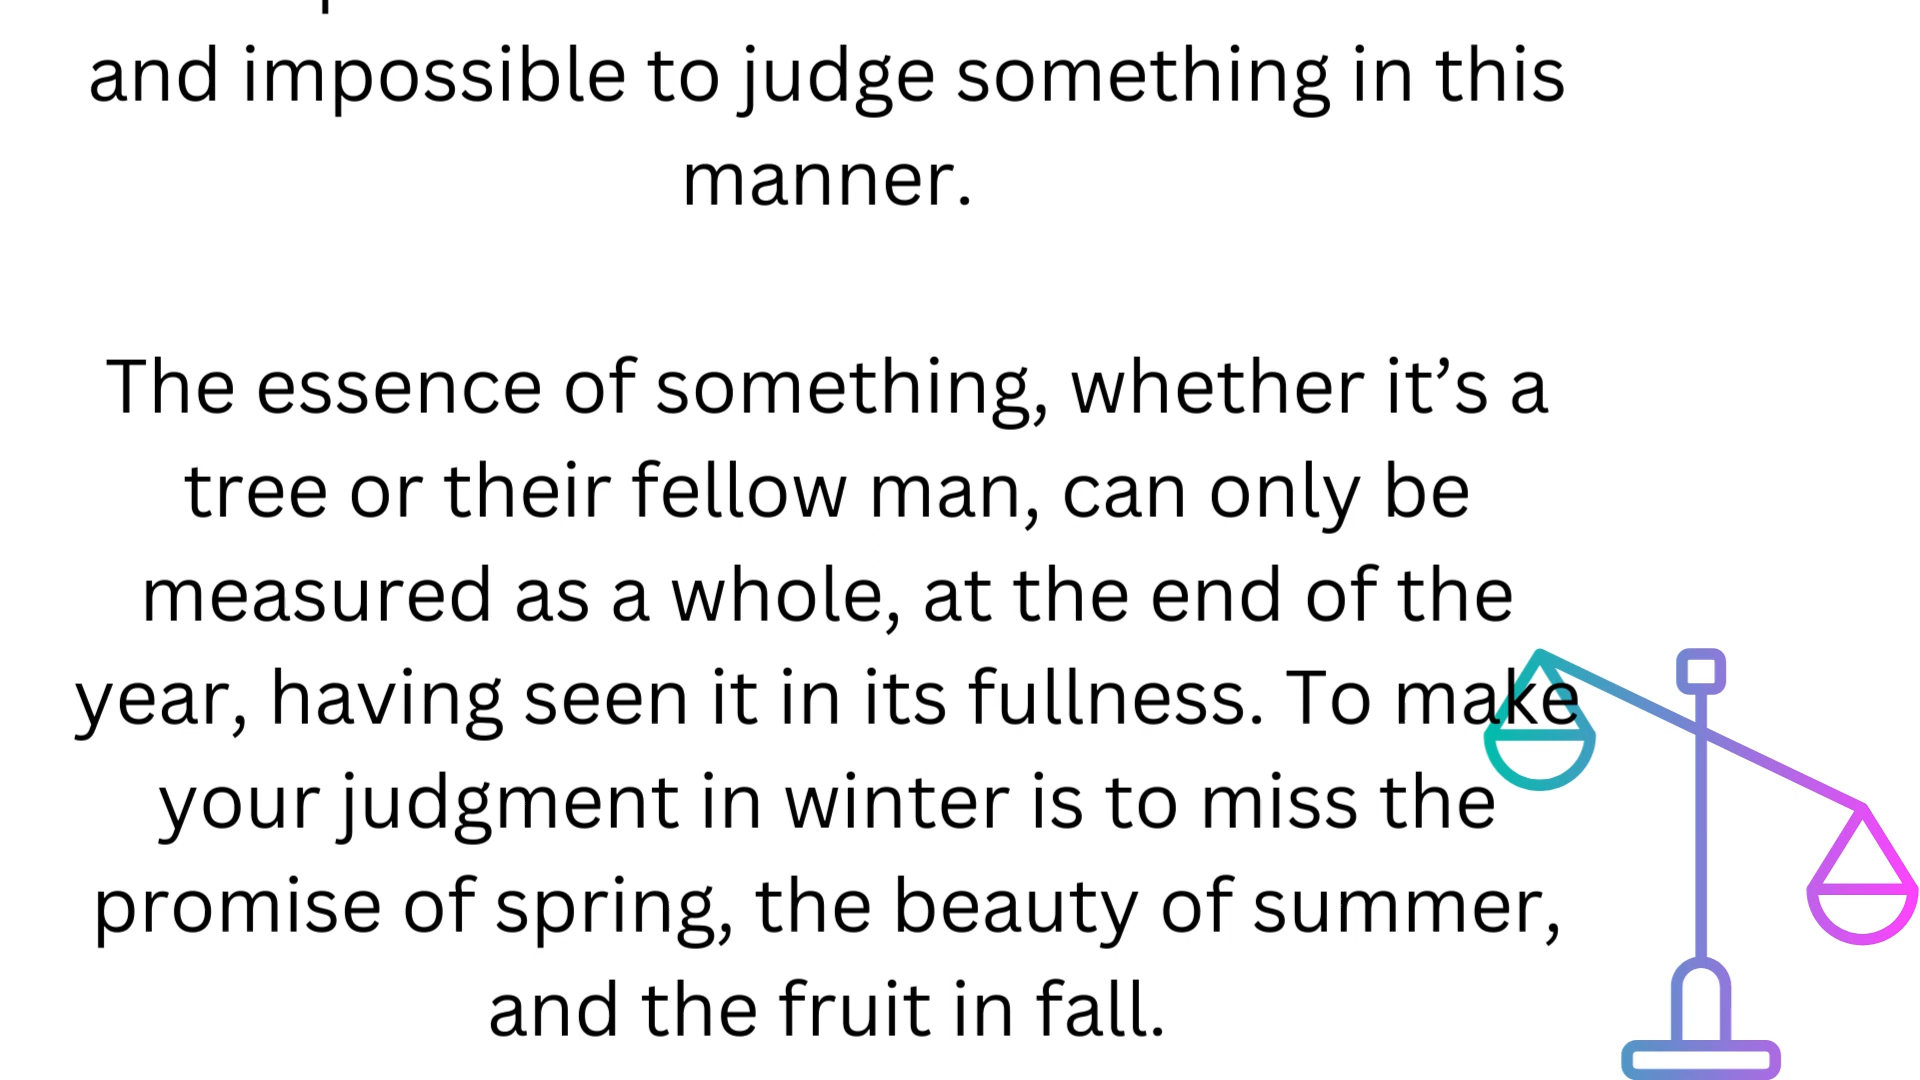 and impossible to judge something in this
manner.
The essence of something, whether it’s a
tree or their fellow man, can only be
measured as a whole, at the end of the
year, having seen it in its fullness. To make
your judgment in winter is to miss the
promise of spring, the beauty of summer,
and the fruit in fall.